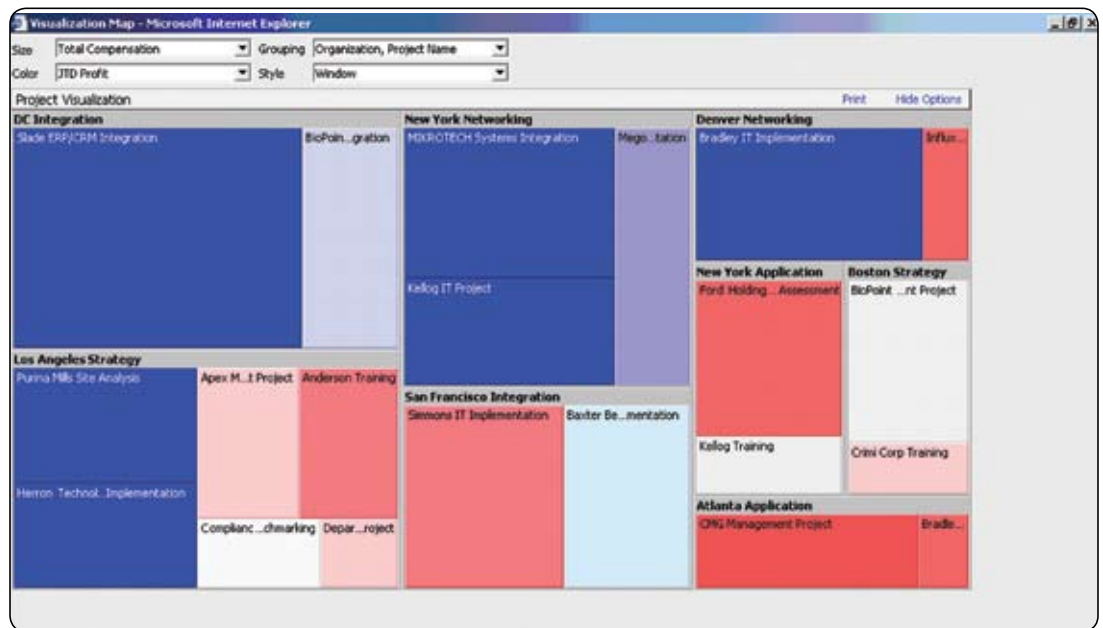 Visualization Map - Microsoft Internet Explorer
Size Total Compensation Grouping Organization, Project Name
Color JTD Profit Style Window
Project Visualization Print Hide Options
DC Integration
Slade ERP/CRM Integration
BioPoin...gration
New York Networking
MIKROTECH Systems Integration
Mego...tation
Kellog IT Project
Denver Networking
Bradley IT Implementation
Influx...
New York Application
Ford Holding... Assessment
Kellog Training
Boston Strategy
BioPoint ...nt Project
Crimi Corp Training
Los Angeles Strategy
Purina Mills Site Analysis
Apex M...t Project
Anderson Training
Herron Technol...Implementation
Complianc...chmarking
Depar...roject
San Francisco Integration
Simmons IT Implementation
Baxter Be...mentation
Atlanta Application
CMG Management Project
Bradle...